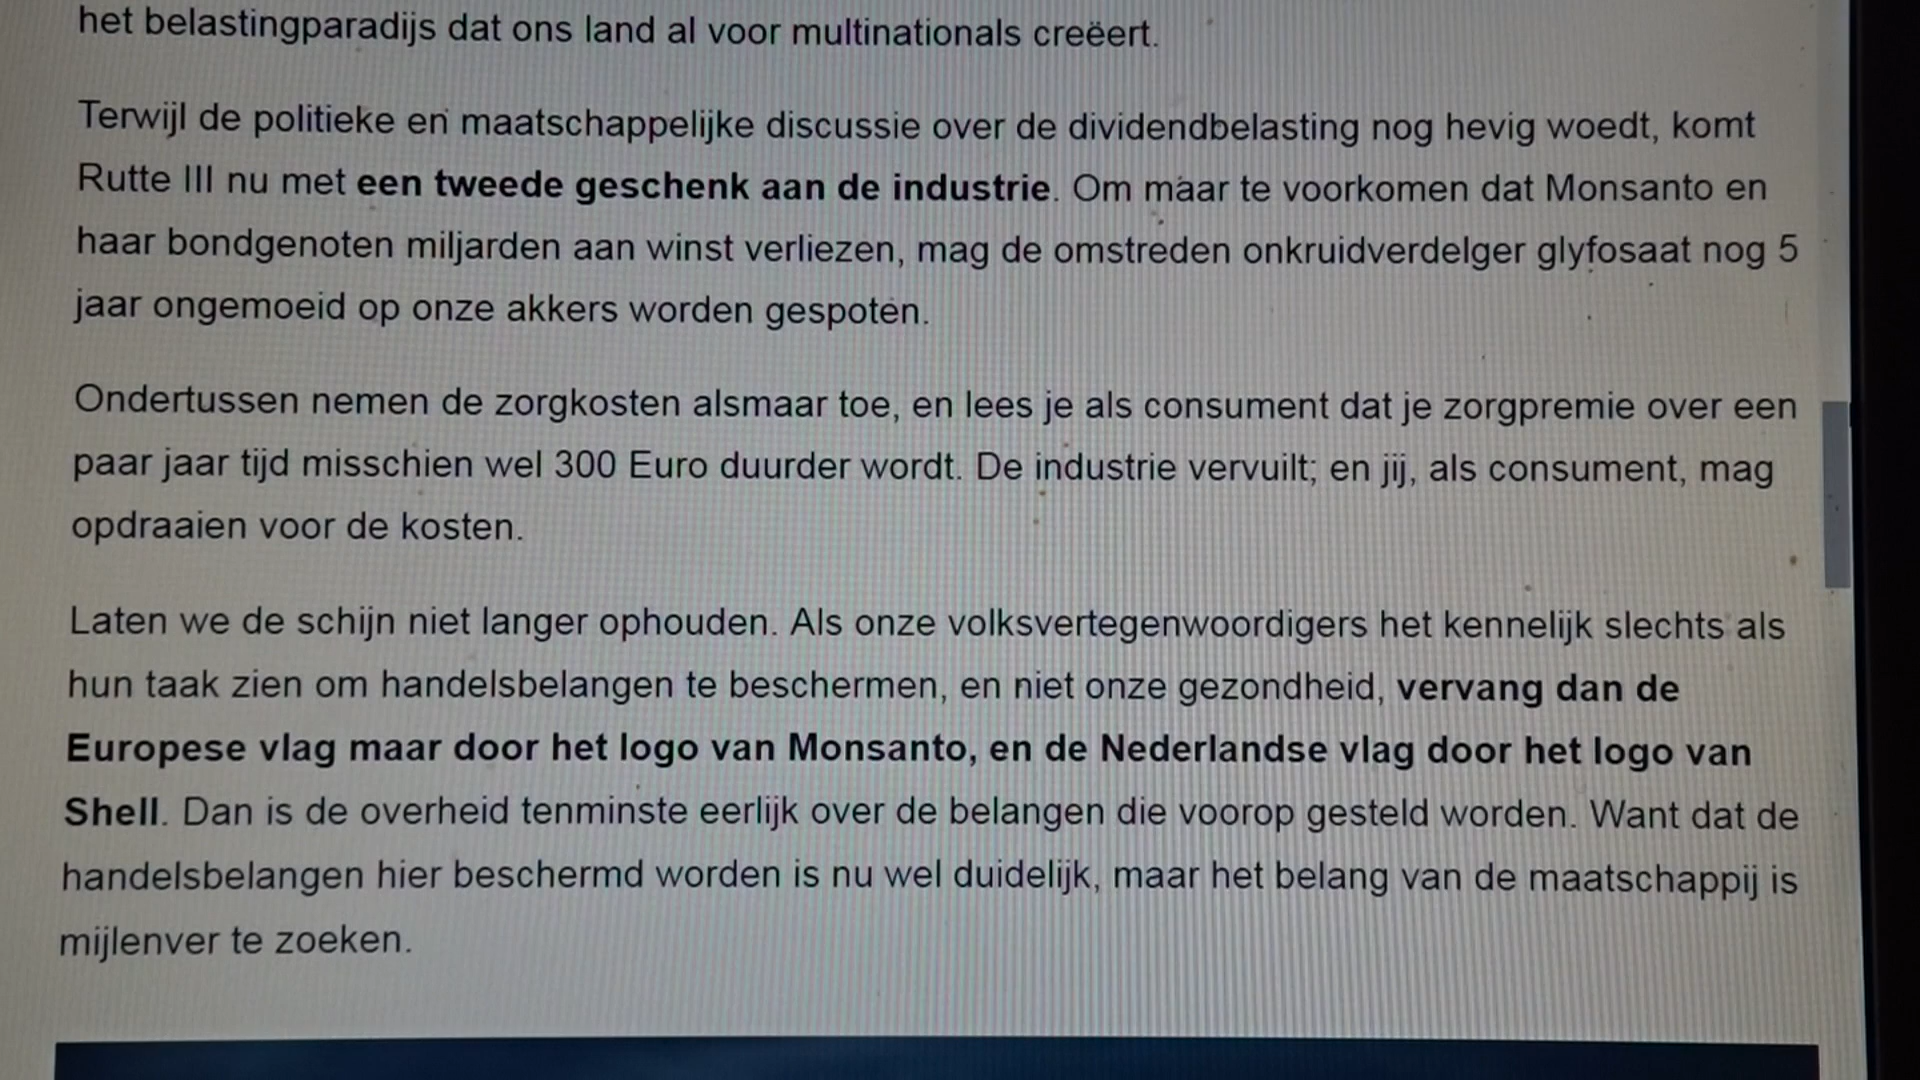 het belastingparadijs dat ons land al voor multinationals creëert.
Terwijl de politieke en maatschappelijke discussie over de dividendbelasting nog hevig woedt, komt
Rutte III nu met een tweede geschenk aan de industrie. Om maar te voorkomen dat Monsanto en
haar bondgenoten miljarden aan winst verliezen, mag de omstreden onkruidverdelger glyfosaat nog 5
jaar ongemoeid op onze akkers worden gespoten.
Ondertussen nemen de zorgkosten alsmaar toe, en lees je als consument dat je zorgpremie over een
paar jaar tijd misschien wel 300 Euro duurder wordt. De industrie vervuilt; en jij, als consument, mag
opdraaien voor de kosten.
Laten we de schijn niet langer ophouden. Als onze volksvertegenwoordigers het kennelijk slechts als
hun taak zien om handelsbelangen te beschermen, en niet onze gezondheid, vervang dan de
Europese vlag maar door het logo van Monsanto, en de Nederlandse vlag door het logo van
Shell. Dan is de overheid tenminste eerlijk over de belangen die voorop gesteld worden. Want dat de
handelsbelangen hier beschermd worden is nu wel duidelijk, maar het belang van de maatschappij is
mijlenver te zoeken.